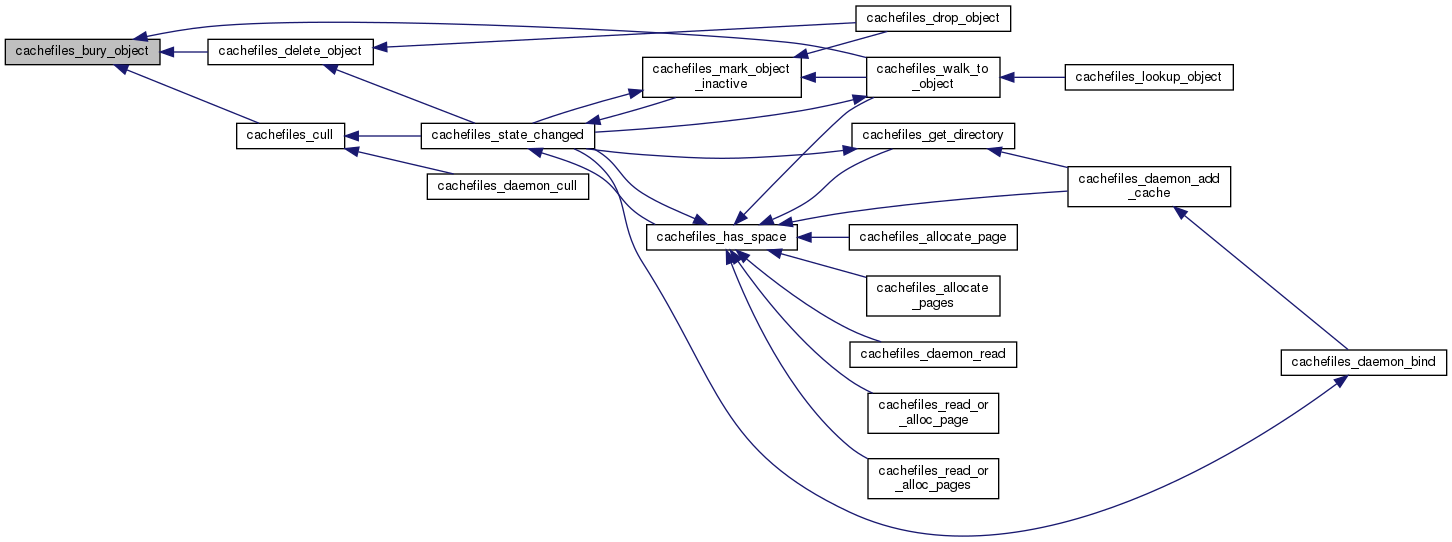 cachefiles_bury_object
cachefiles_delete_object
cachefiles_drop_object
cachefiles_mark_object
_inactive
cachefiles_walk_to
_object
cachefiles_lookup_object
cachefiles_cull
cachefiles_state_changed
cachefiles_get_directory
cachefiles_daemon_cull
cachefiles_daemon_add
_cache
cachefiles_has_space
cachefiles_allocate_page
cachefiles_allocate
_pages
cachefiles_daemon_read
cachefiles_daemon_bind
cachefiles_read_or
_alloc_page
cachefiles_read_or
_alloc_pages